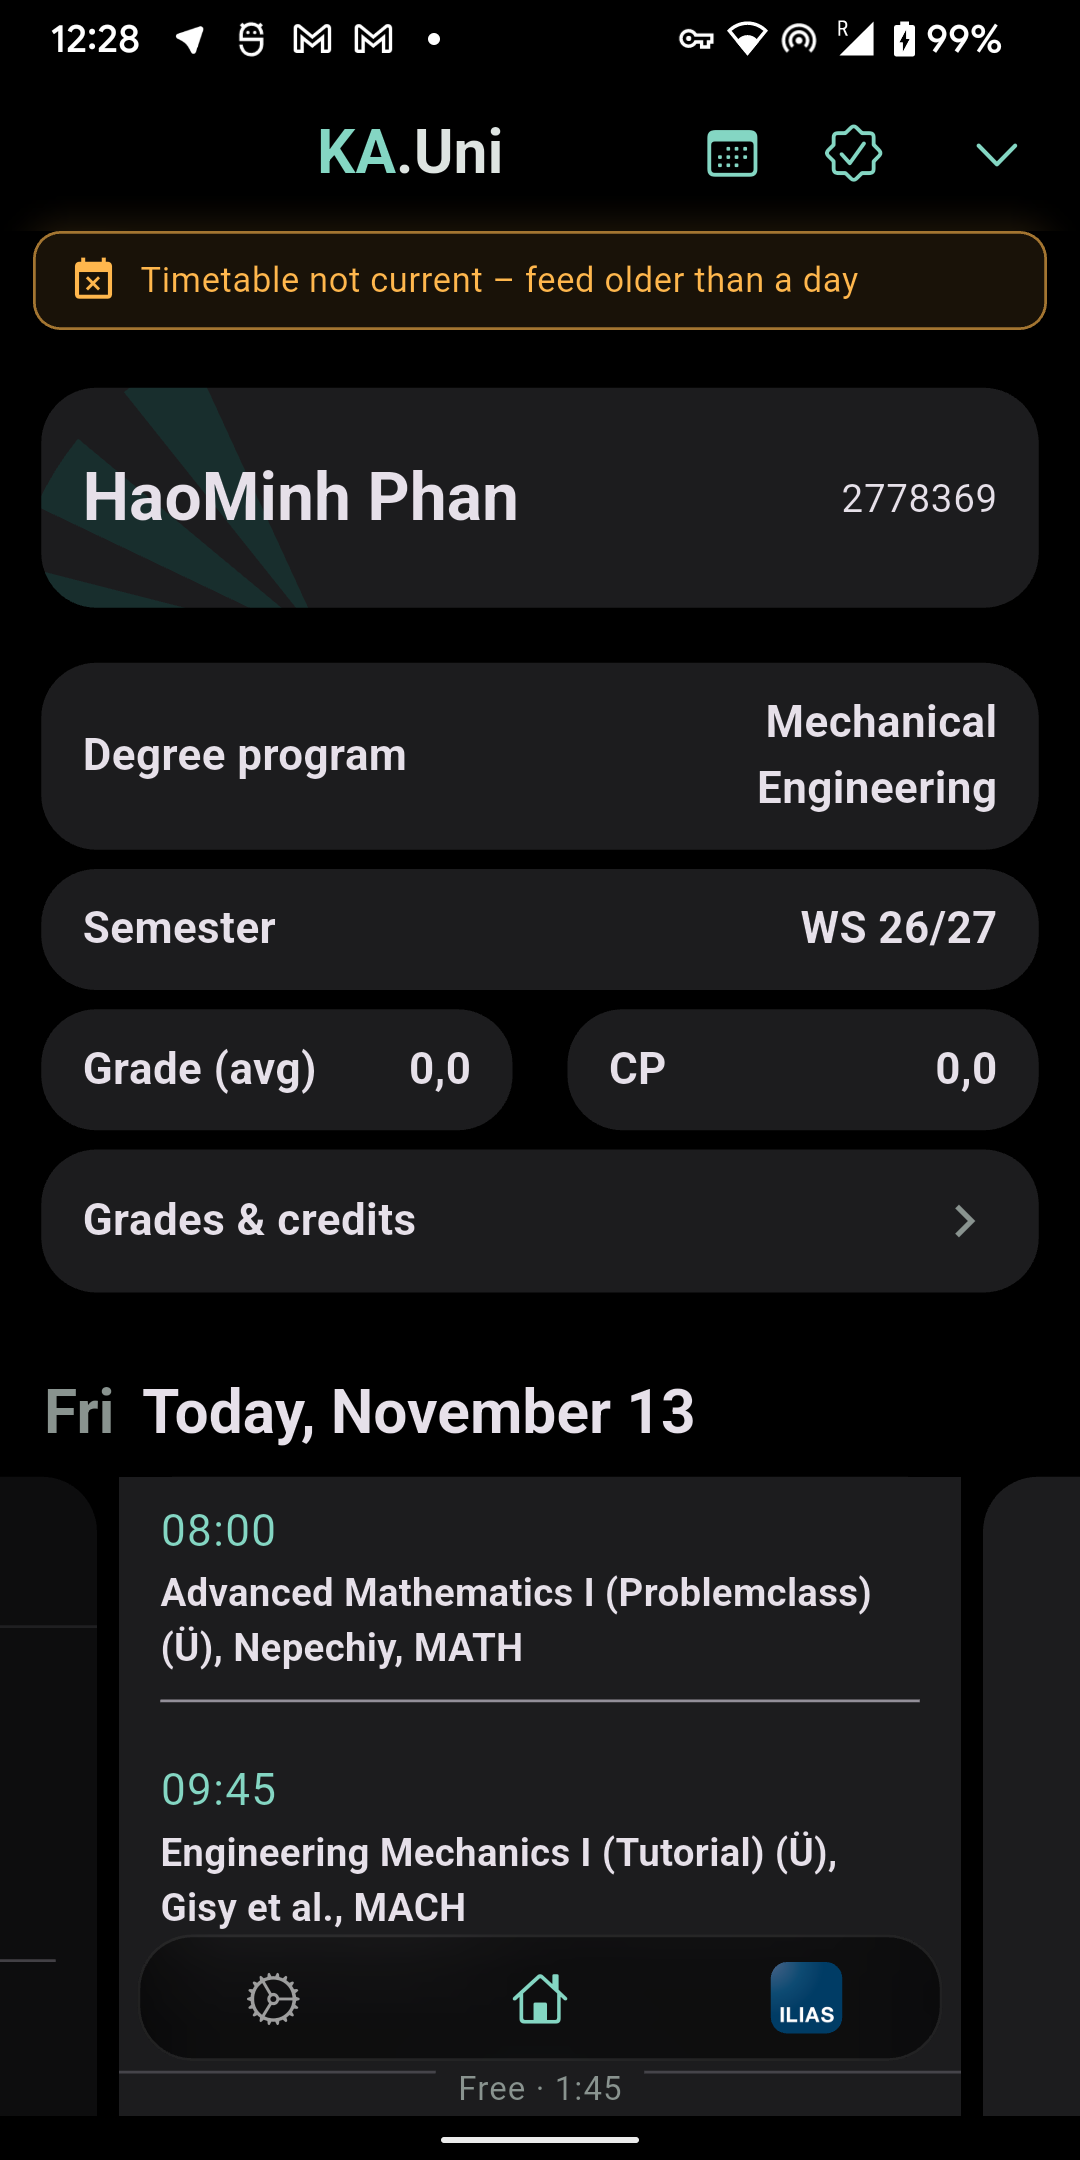 12:28
R
99%
KA.Uni
Timetable not current – feed older than a day
HaoMinh Phan
2778369
Degree program
Mechanical
Engineering
Semester
WS 26/27
Grade (avg)
0,0
CP
0,0
Grades & credits
Fri
Today, November 13
08:00
Advanced Mathematics I (Problemclass)
(Ü), Nepechiy, MATH
09:45
Engineering Mechanics I (Tutorial) (Ü),
Gisy et al., MACH
ILIAS
Free · 1:45